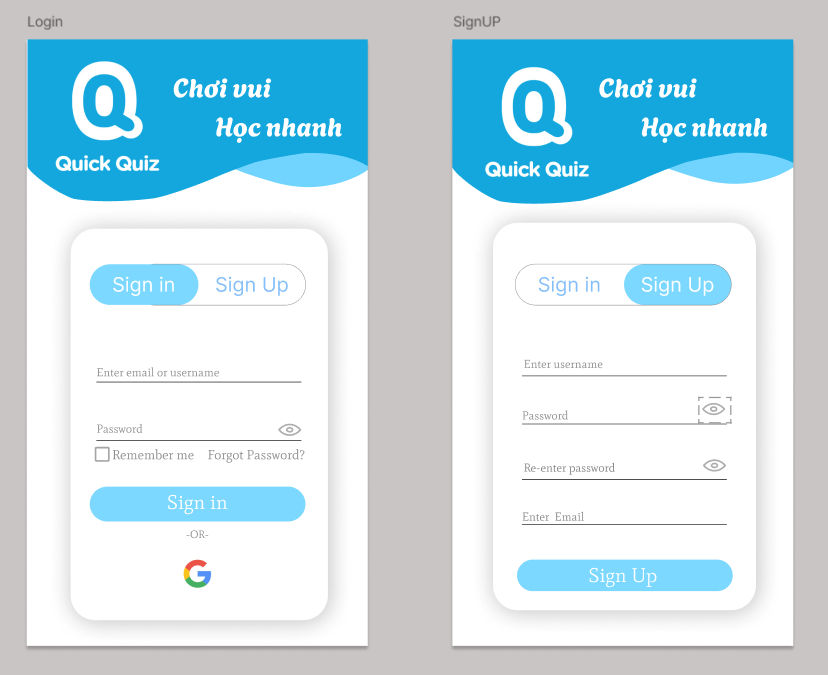 Login
Chơi vui
Học nhanh
Quick Quiz
Sign in Sign Up
Enter email or username
Password
Remember me Forgot Password?
Sign in
-OR-
SignUP
Chơi vui
Học nhanh
Quick Quiz
Sign in Sign Up
Enter username
Password
Re-enter password
Enter Email
Sign Up